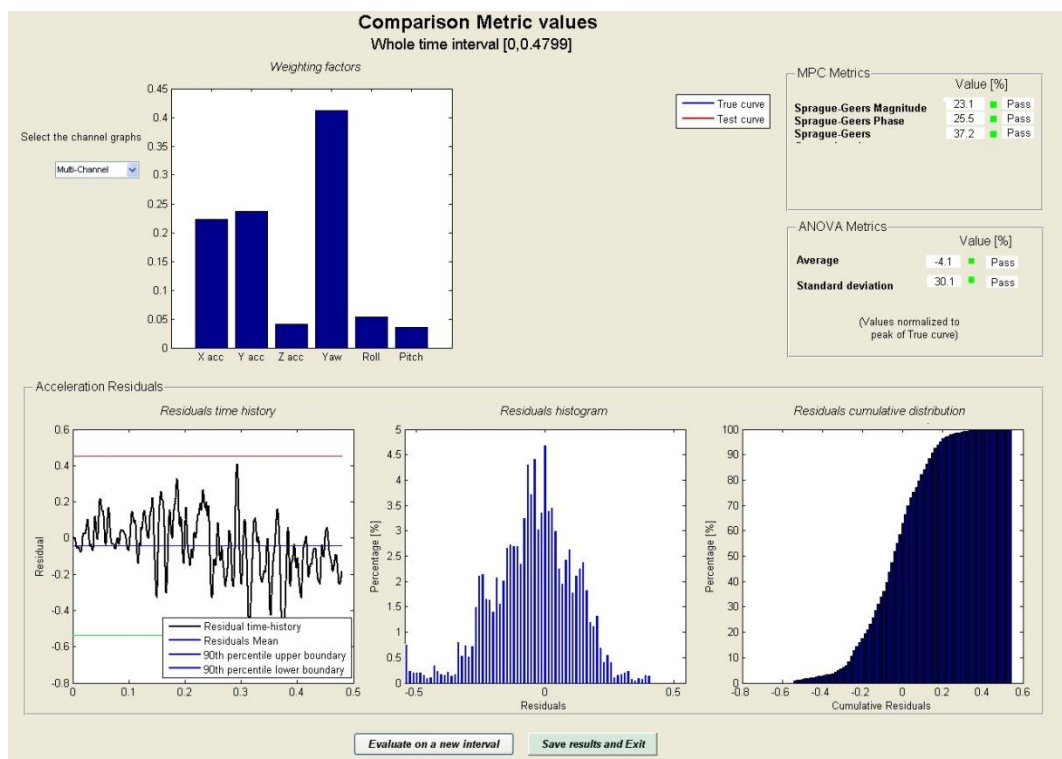 Comparison Metric values
Whole time interval [0,0.4799]
Weighting factors
Select the channel graphs
Multi-Channel
0.45
0.4
0.35
0.3
0.25
0.2
0.15
0.1
0.05
0
X acc Y acc Z acc Yaw Roll Pitch
True curve
Test curve
MPC Metrics
Value [%]
Sprague-Geers Magnitude 23.1 Pass
Sprague-Geers Phase 25.5 Pass
Sprague-Geers 37.2 Pass
ANOVA Metrics
Value [%]
Average -4.1 Pass
Standard deviation 30.1 Pass
(Values normalized to
peak of True curve)
Acceleration Residuals
Residuals time history
Residual
0.6
0.4
0.2
0
-0.2
-0.4
-0.6
-0.8
0 0.1 0.2 0.3 0.4 0.5
Residual time-history
Residuals Mean
90th percentile upper boundary
90th percentile lower boundary
Residuals histogram
Percentage [%]
5
4.5
4
3.5
3
2.5
2
1.5
1
0.5
0
-0.5 0 0.5
Residuals
Residuals cumulative distribution
Percentage [%]
100
90
80
70
60
50
40
30
20
10
0
-0.8 -0.6 -0.4 -0.2 0 0.2 0.4 0.6
Cumulative Residuals
Evaluate on a new interval
Save results and Exit